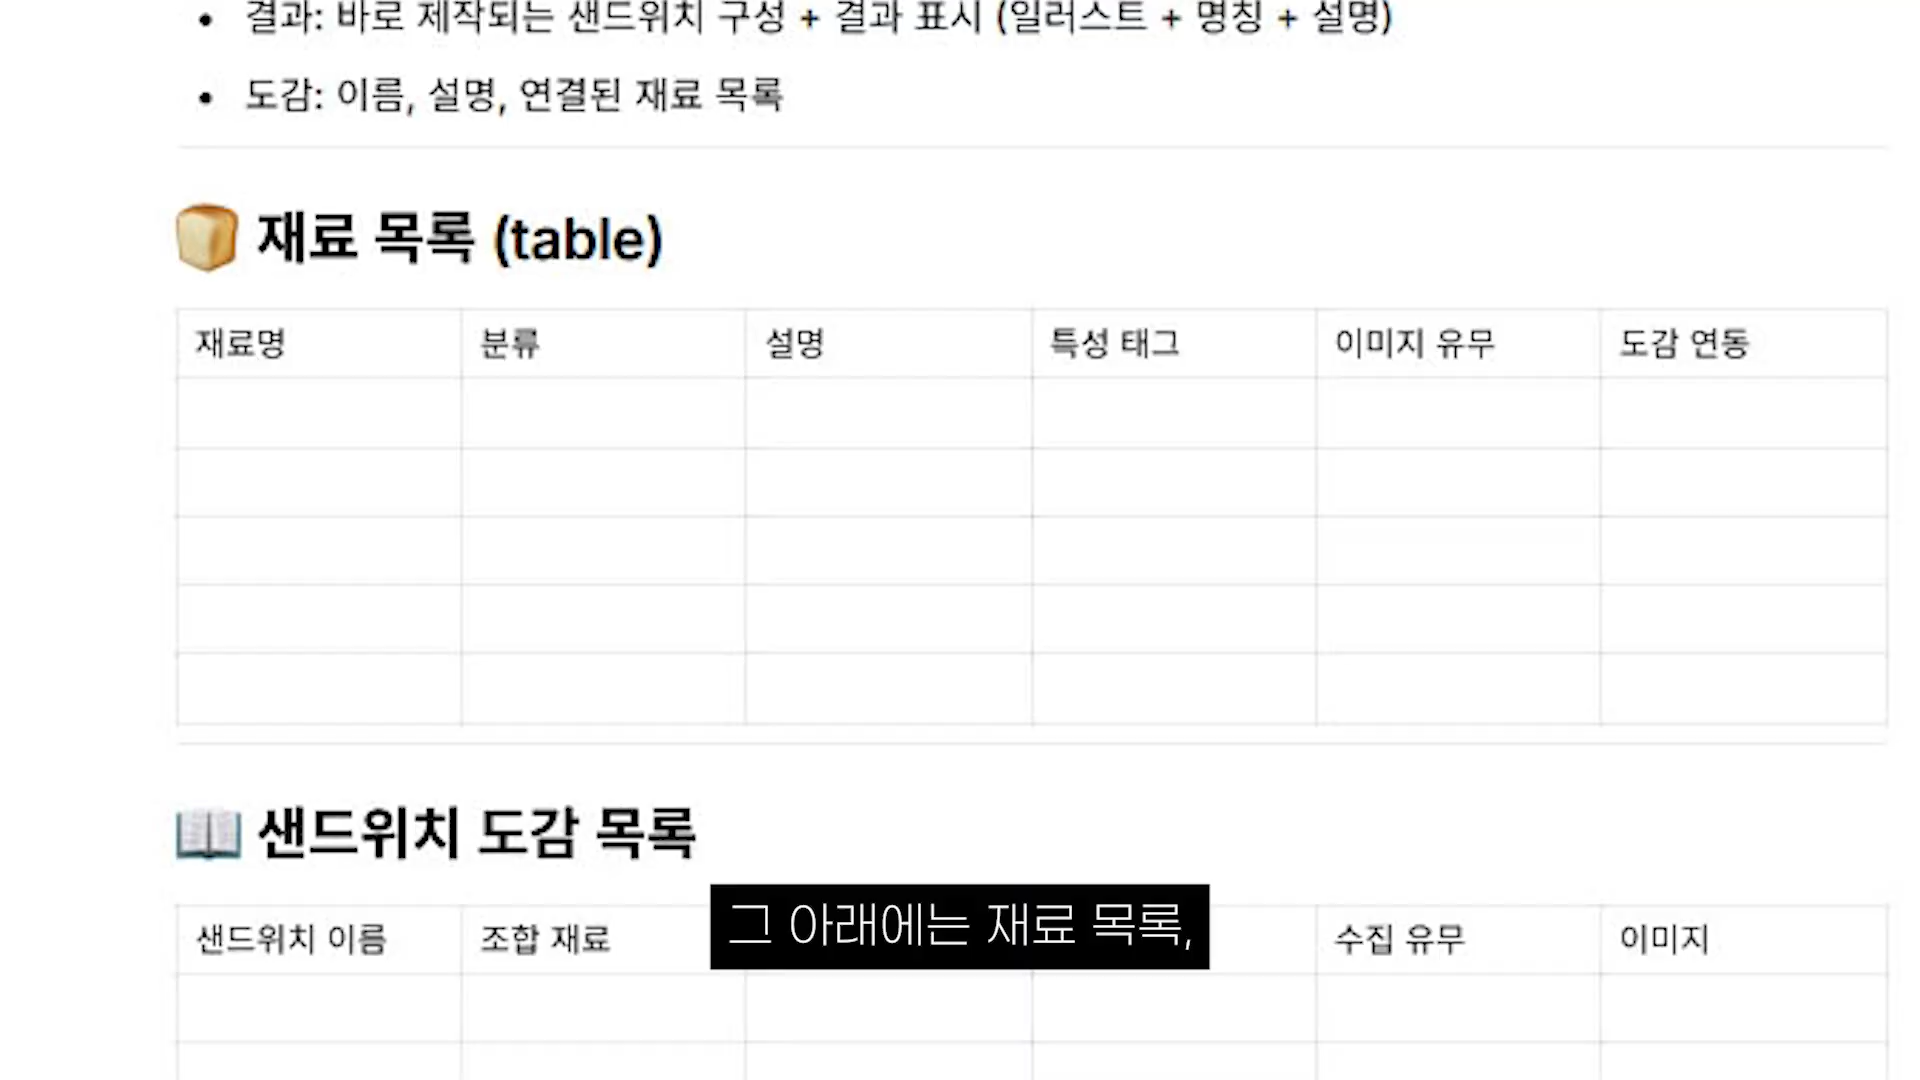 • 결과: 바로 제작되는 샌드위치 구성 + 결과 표시 (일러스트 + 명칭 + 설명)
• 도감: 이름, 설명, 연결된 재료 목록
재료 목록 (table)
재료명 분류 설명 특성 태그 이미지 유무 도감 연동
샌드위치 도감 목록
샌드위치 이름 조합 재료 수집 유무 이미지
그 아래에는 재료 목록,